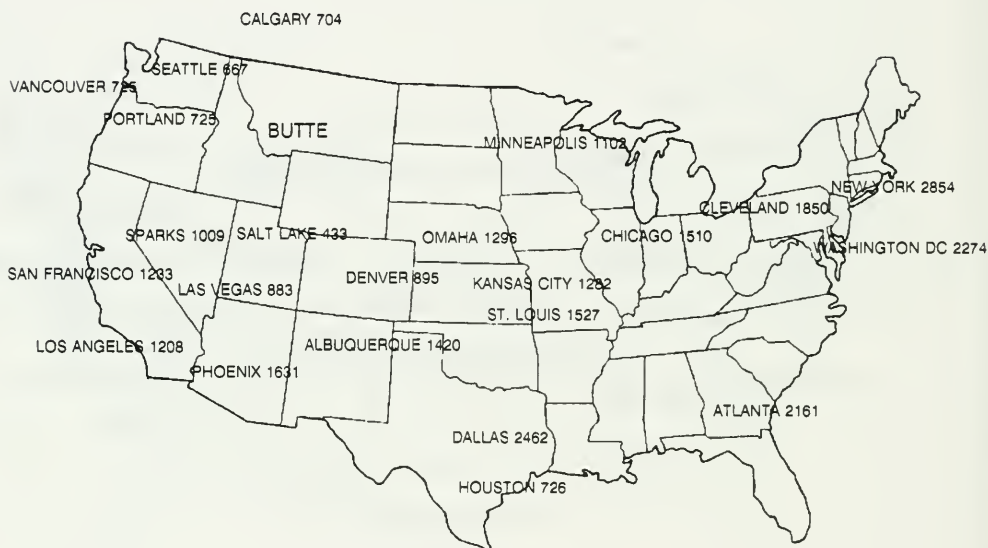 CALGARY 704
SEATTLE 667
VANCOUVER 725
PORTLAND 725
BUTTE
MINNEAPOLIS 1102
NEW YORK 2854
CLEVELAND 1850
SPARKS 1009
SALT LAKE 433
OMAHA 1296
CHICAGO 1510
WASHINGTON DC 2274
SAN FRANCISCO 1233
LAS VEGAS 883
DENVER 895
KANSAS CITY 1282
ST. LOUIS 1527
LOS ANGELES 1208
ALBUQUERQUE 1420
PHOENIX 1631
ATLANTA 2161
DALLAS 2462
HOUSTON 726